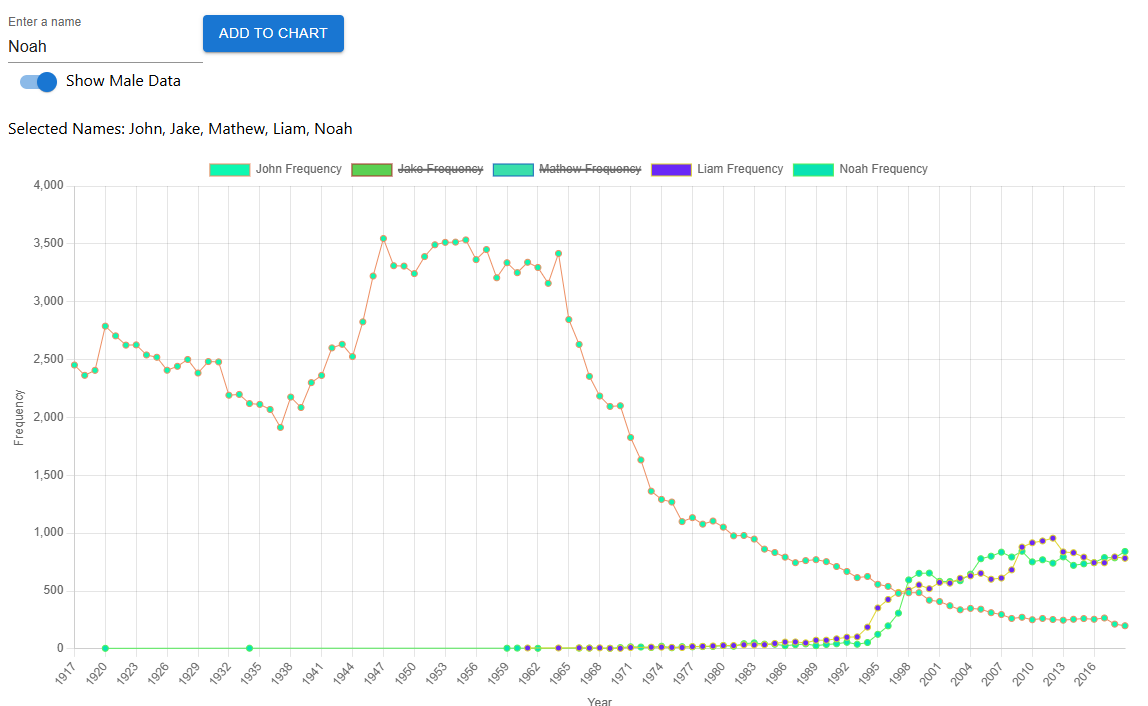 Enter a name
Noah
ADD TO CHART
Show Male Data
Selected Names: John, Jake, Mathew, Liam, Noah
John Frequency Jake Frequency Mathew Frequency Liam Frequency Noah Frequency
4,000
3,500
3,000
2,500
2,000
1,500
1,000
500
0
Frequency
1917 1920 1923 1926 1929 1932 1935 1938 1941 1944 1947 1950 1953 1956 1959 1962 1965 1968 1971 1974 1977 1980 1983 1986 1989 1992 1995 1998 2001 2004 2007 2010 2013 2016
Year